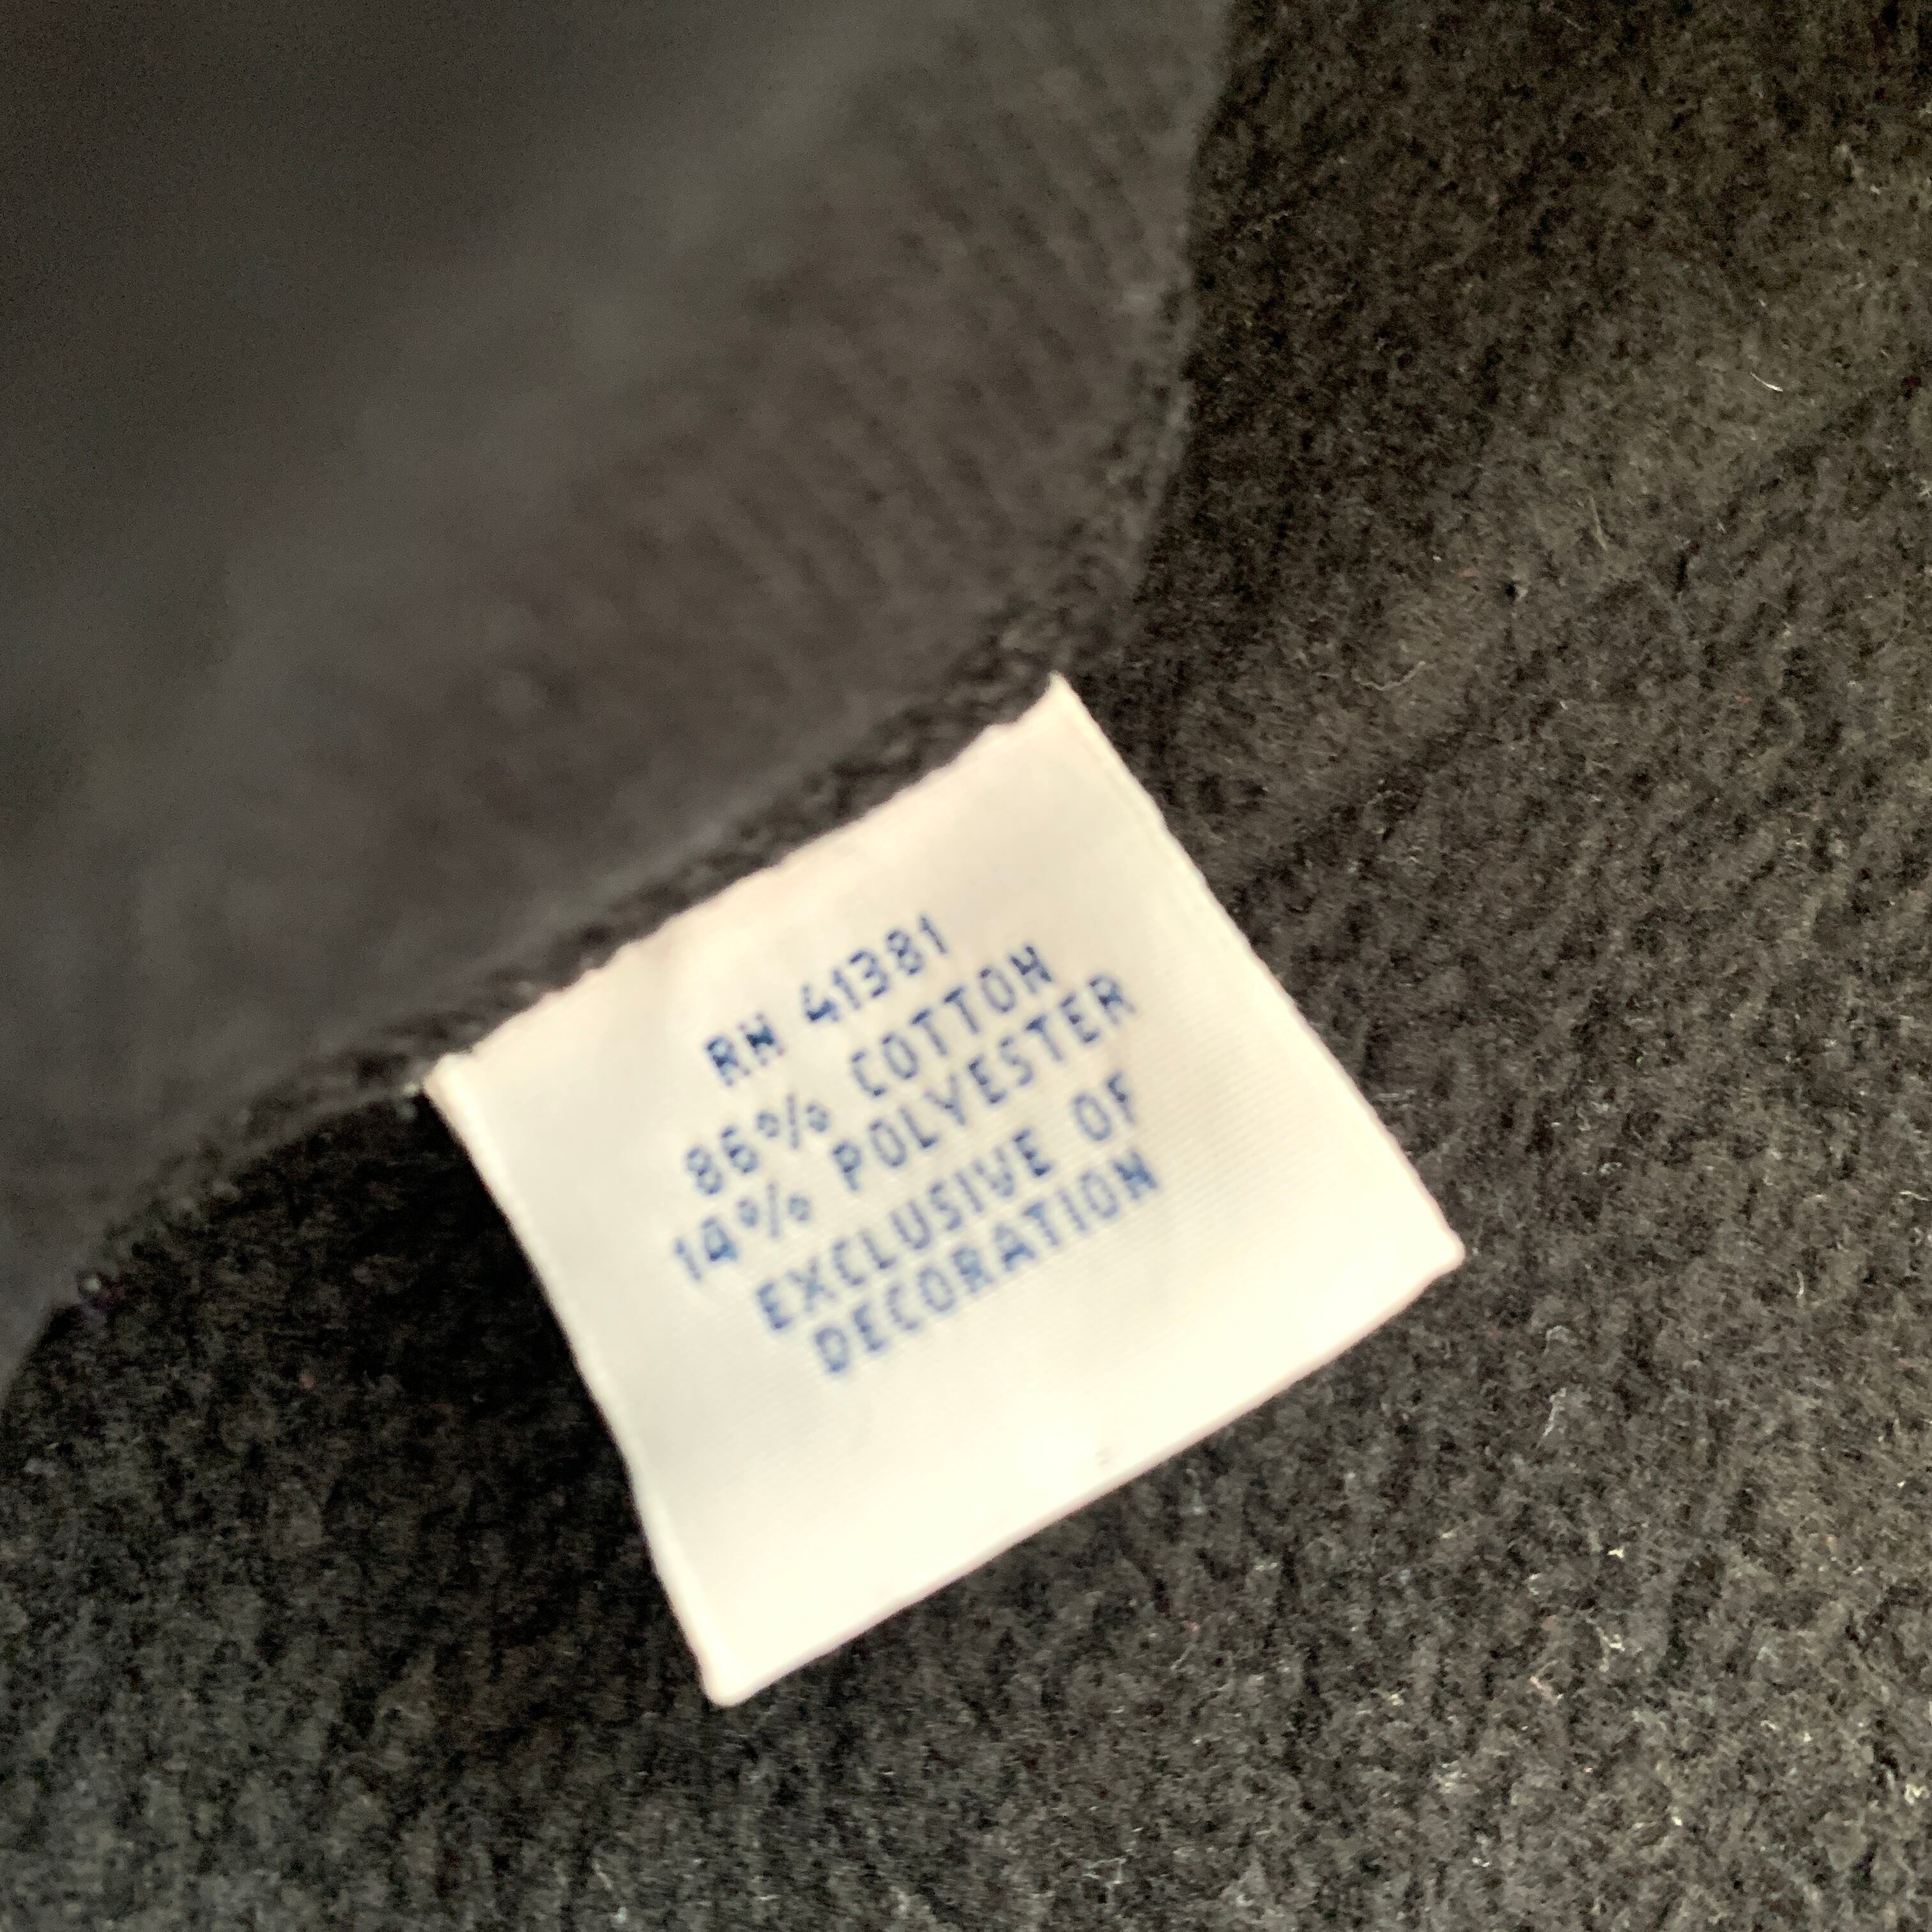 RN 41381
86% COTTON
14% POLYESTER
EXCLUSIVE OF
DECORATION